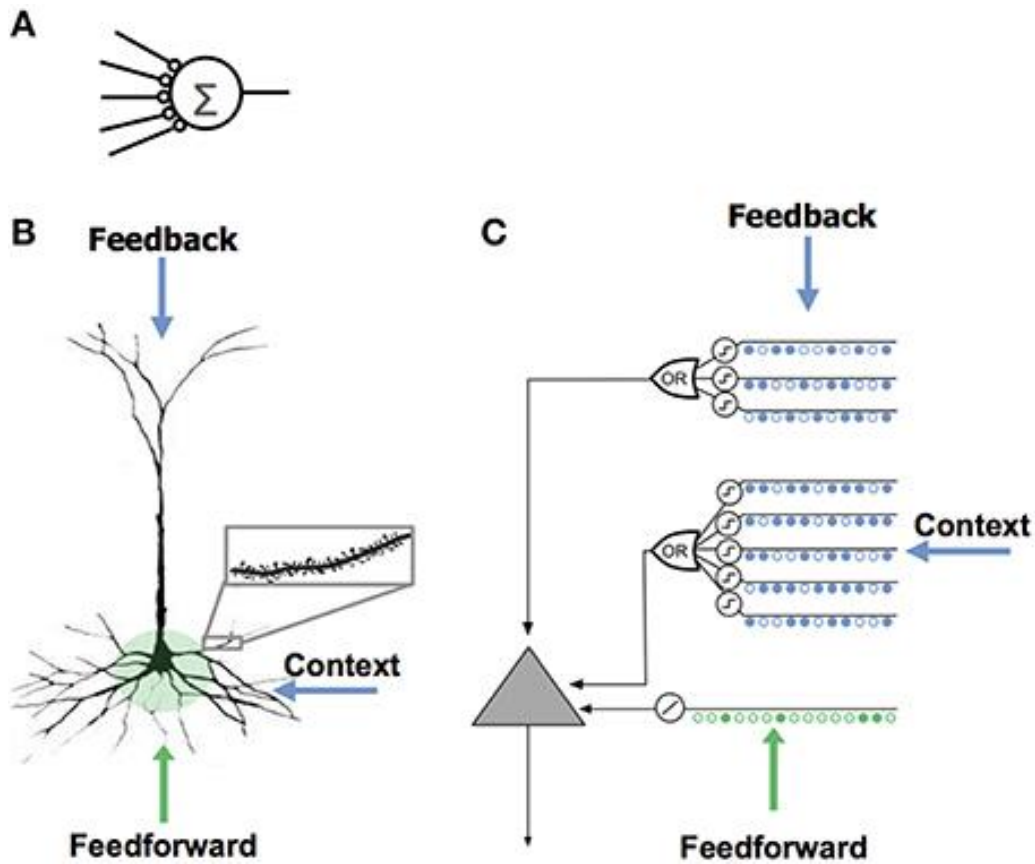 A
Σ
B
Feedback
Context
Feedforward
C
Feedback
OR
OR
Context
Feedforward